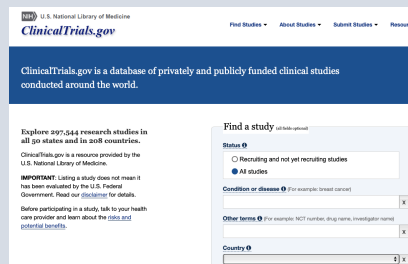 NIH U.S. National Library of Medicine
ClinicalTrials.gov
Find Studies ▾ About Studies ▾ Submit Studies ▾ Resour
ClinicalTrials.gov is a database of privately and publicly funded clinical studies
conducted around the world.
Explore 297,544 research studies in
all 50 states and in 208 countries.
ClinicalTrials.gov is a resource provided by the
U.S. National Library of Medicine.
IMPORTANT: Listing a study does not mean it
has been evaluated by the U.S. Federal
Government. Read our disclaimer for details.
Before participating in a study, talk to your health
care provider and learn about the risks and
potential benefits.
Find a study (all fields optional)
Status
Recruiting and not yet recruiting studies
All studies
Condition or disease (For example: breast cancer)
X
Other terms (For example: NCT number, drug name, investigator name)
X
Country
X